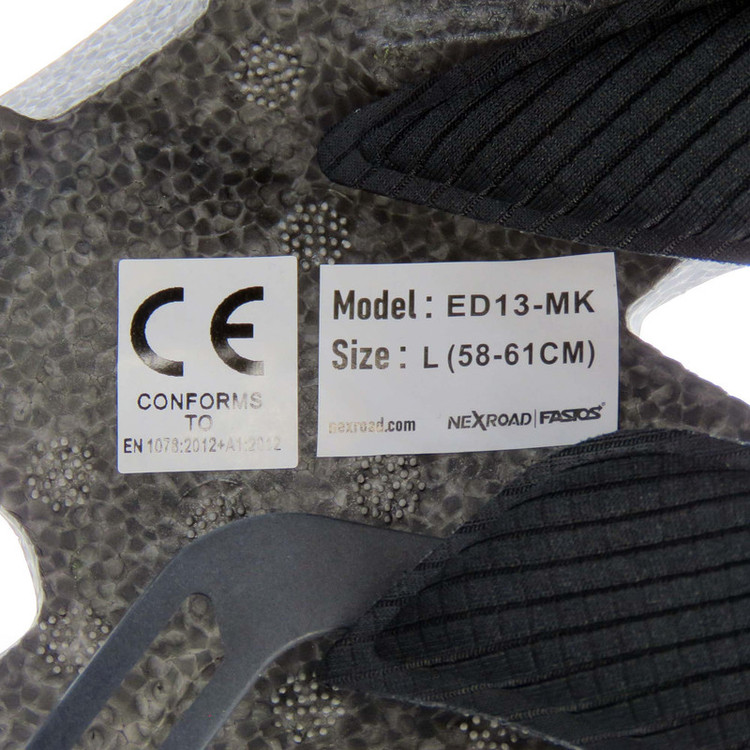 CE
CONFORMS
TO
EN 1078:2012+A1:2012
Model : ED13-MK
Size : L (58-61CM)
nexroad.com NEXROAD | FASTOS®